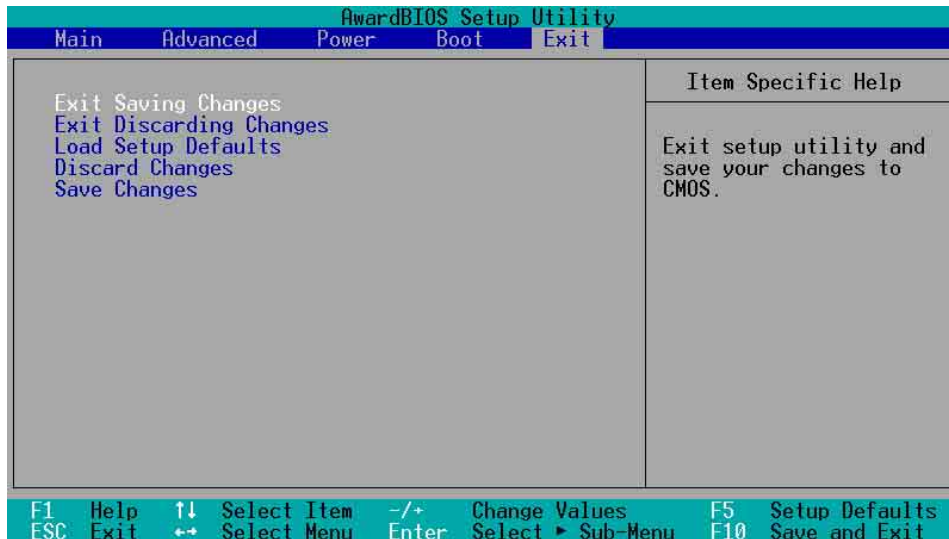 AwardBIOS Setup Utility
Main Advanced Power Boot Exit
Item Specific Help
Exit Saving Changes
Exit Discarding Changes
Load Setup Defaults
Discard Changes
Save Changes
Exit setup utility and
save your changes to
CMOS.
F1 Help ↑↓ Select Item -/+ Change Values F5 Setup Defaults
ESC Exit ←→ Select Menu Enter Select ► Sub-Menu F10 Save and Exit